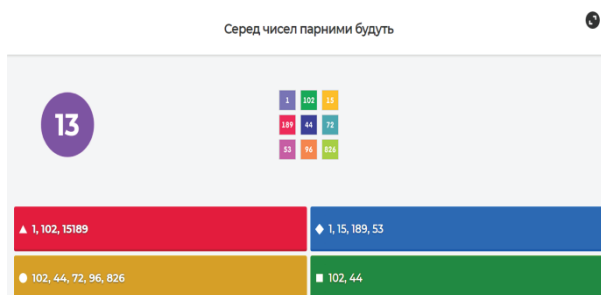 Серед чисел парними будуть
13
1 102 15
189 44 72
53 96 826
1, 102, 15189
1, 15, 189, 53
102, 44, 72, 96, 826
102, 44